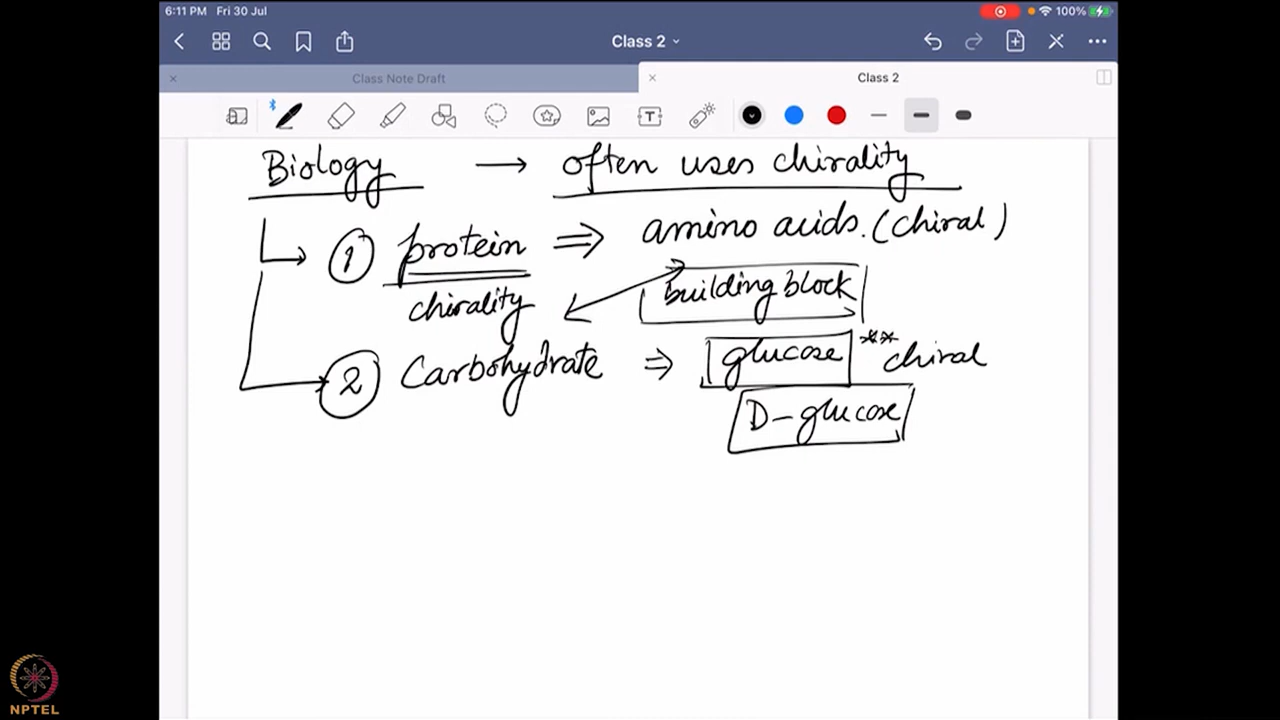 6:11 PM Fri 30 Jul 100%
Class 2
Class Note Draft Class 2
T
Biology → often uses chirality
① protein ⇒ amino acids. (chiral)
chirality building block
② Carbohydrate ⇒ glucose ** chiral
D-glucose
NPTEL